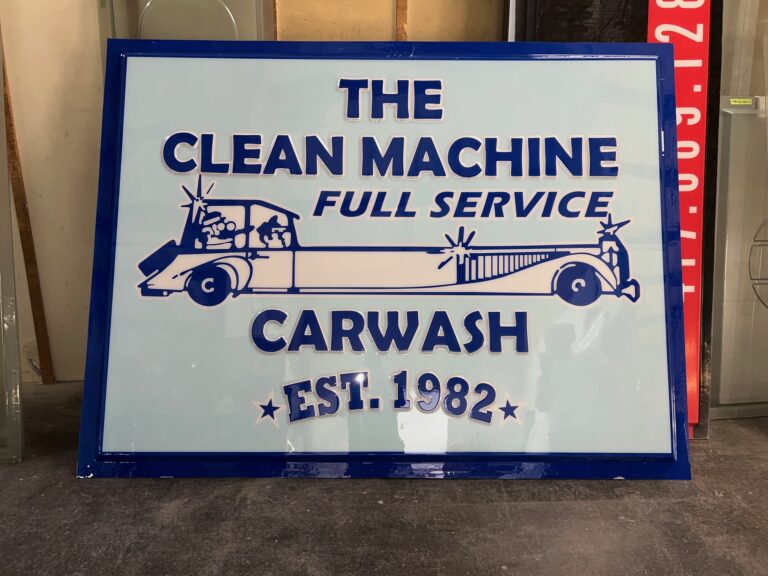 THE
CLEAN MACHINE
FULL SERVICE
C C
CARWASH
EST. 1982